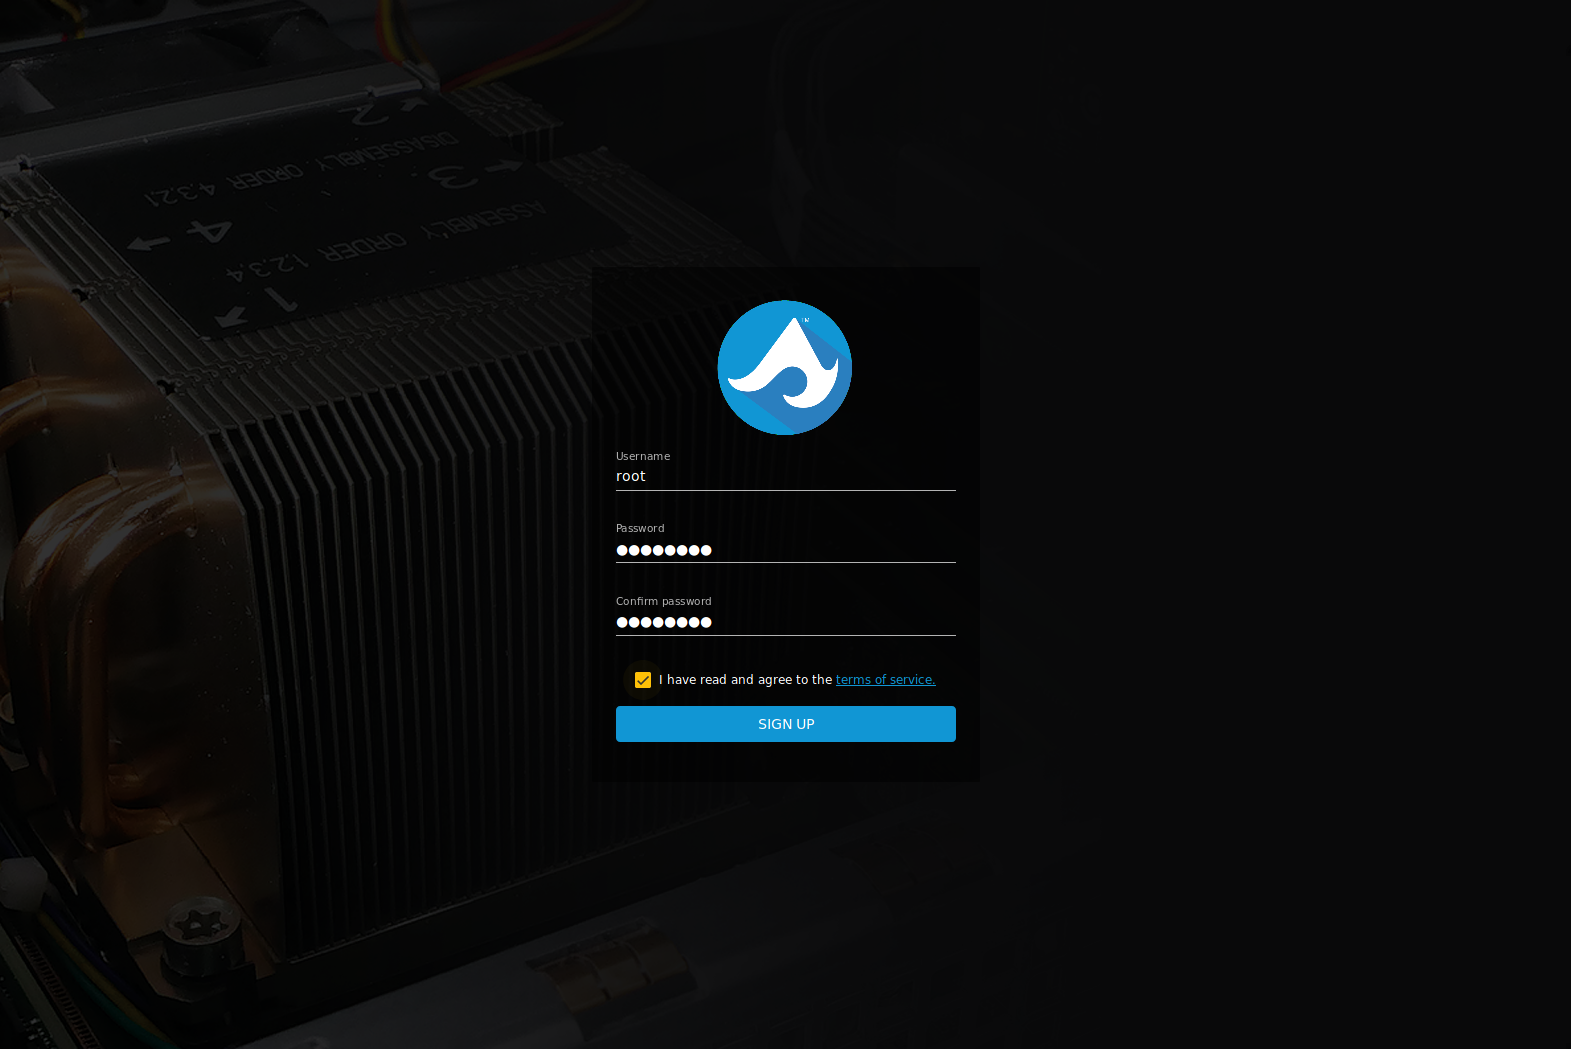 2
DISASSEMBLY ORDER 4,3,2,1
3
4
ASSEMBLY ORDER 1,2,3,4
1
TM
Username
root
Password
●●●●●●●●
Confirm password
●●●●●●●●
I have read and agree to the terms of service.
SIGN UP